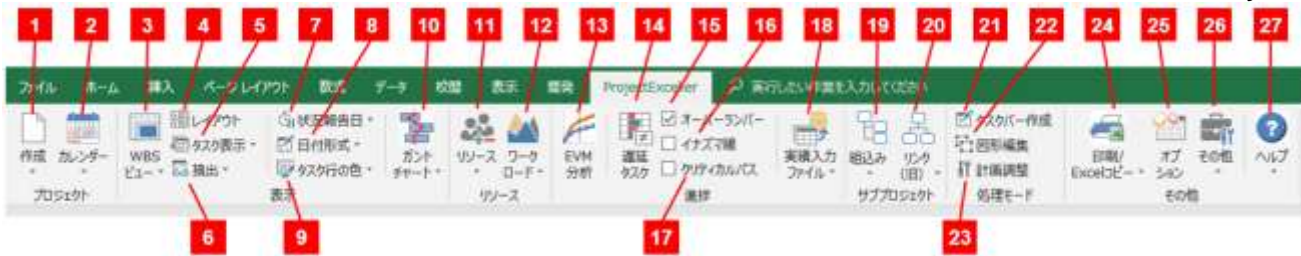 1 2 3 4 5 7 8 10 11 12 13 14 15 16 18 19 20 21 22 24 25 26 27
ファイル ホーム 挿入 ページレイアウト 数式 データ 校閲 表示 開発 ProjectExceller 実行したい作業を入力してください
作成 カレンダー WBSビュー レイアウト タスク表示 抽出 状況報告日 日付形式 タスク行の色 ガントチャート リソース ワークロード EVM分析 遅延タスク オーバーランバー イナズマ線 クリティカルパス 実績入力ファイル 組込み リンク(旧) タスクバー作成 図形編集 計画調整 印刷/Excelコピー オプション その他 ヘルプ
プロジェクト 表示 リソース 進捗 サブプロジェクト 処理モード その他
6 9 17 23